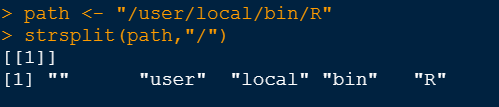 > path <- "/user/local/bin/R"
> strsplit(path,"/")
[[1]]
[1] ""      "user"  "local" "bin"   "R"